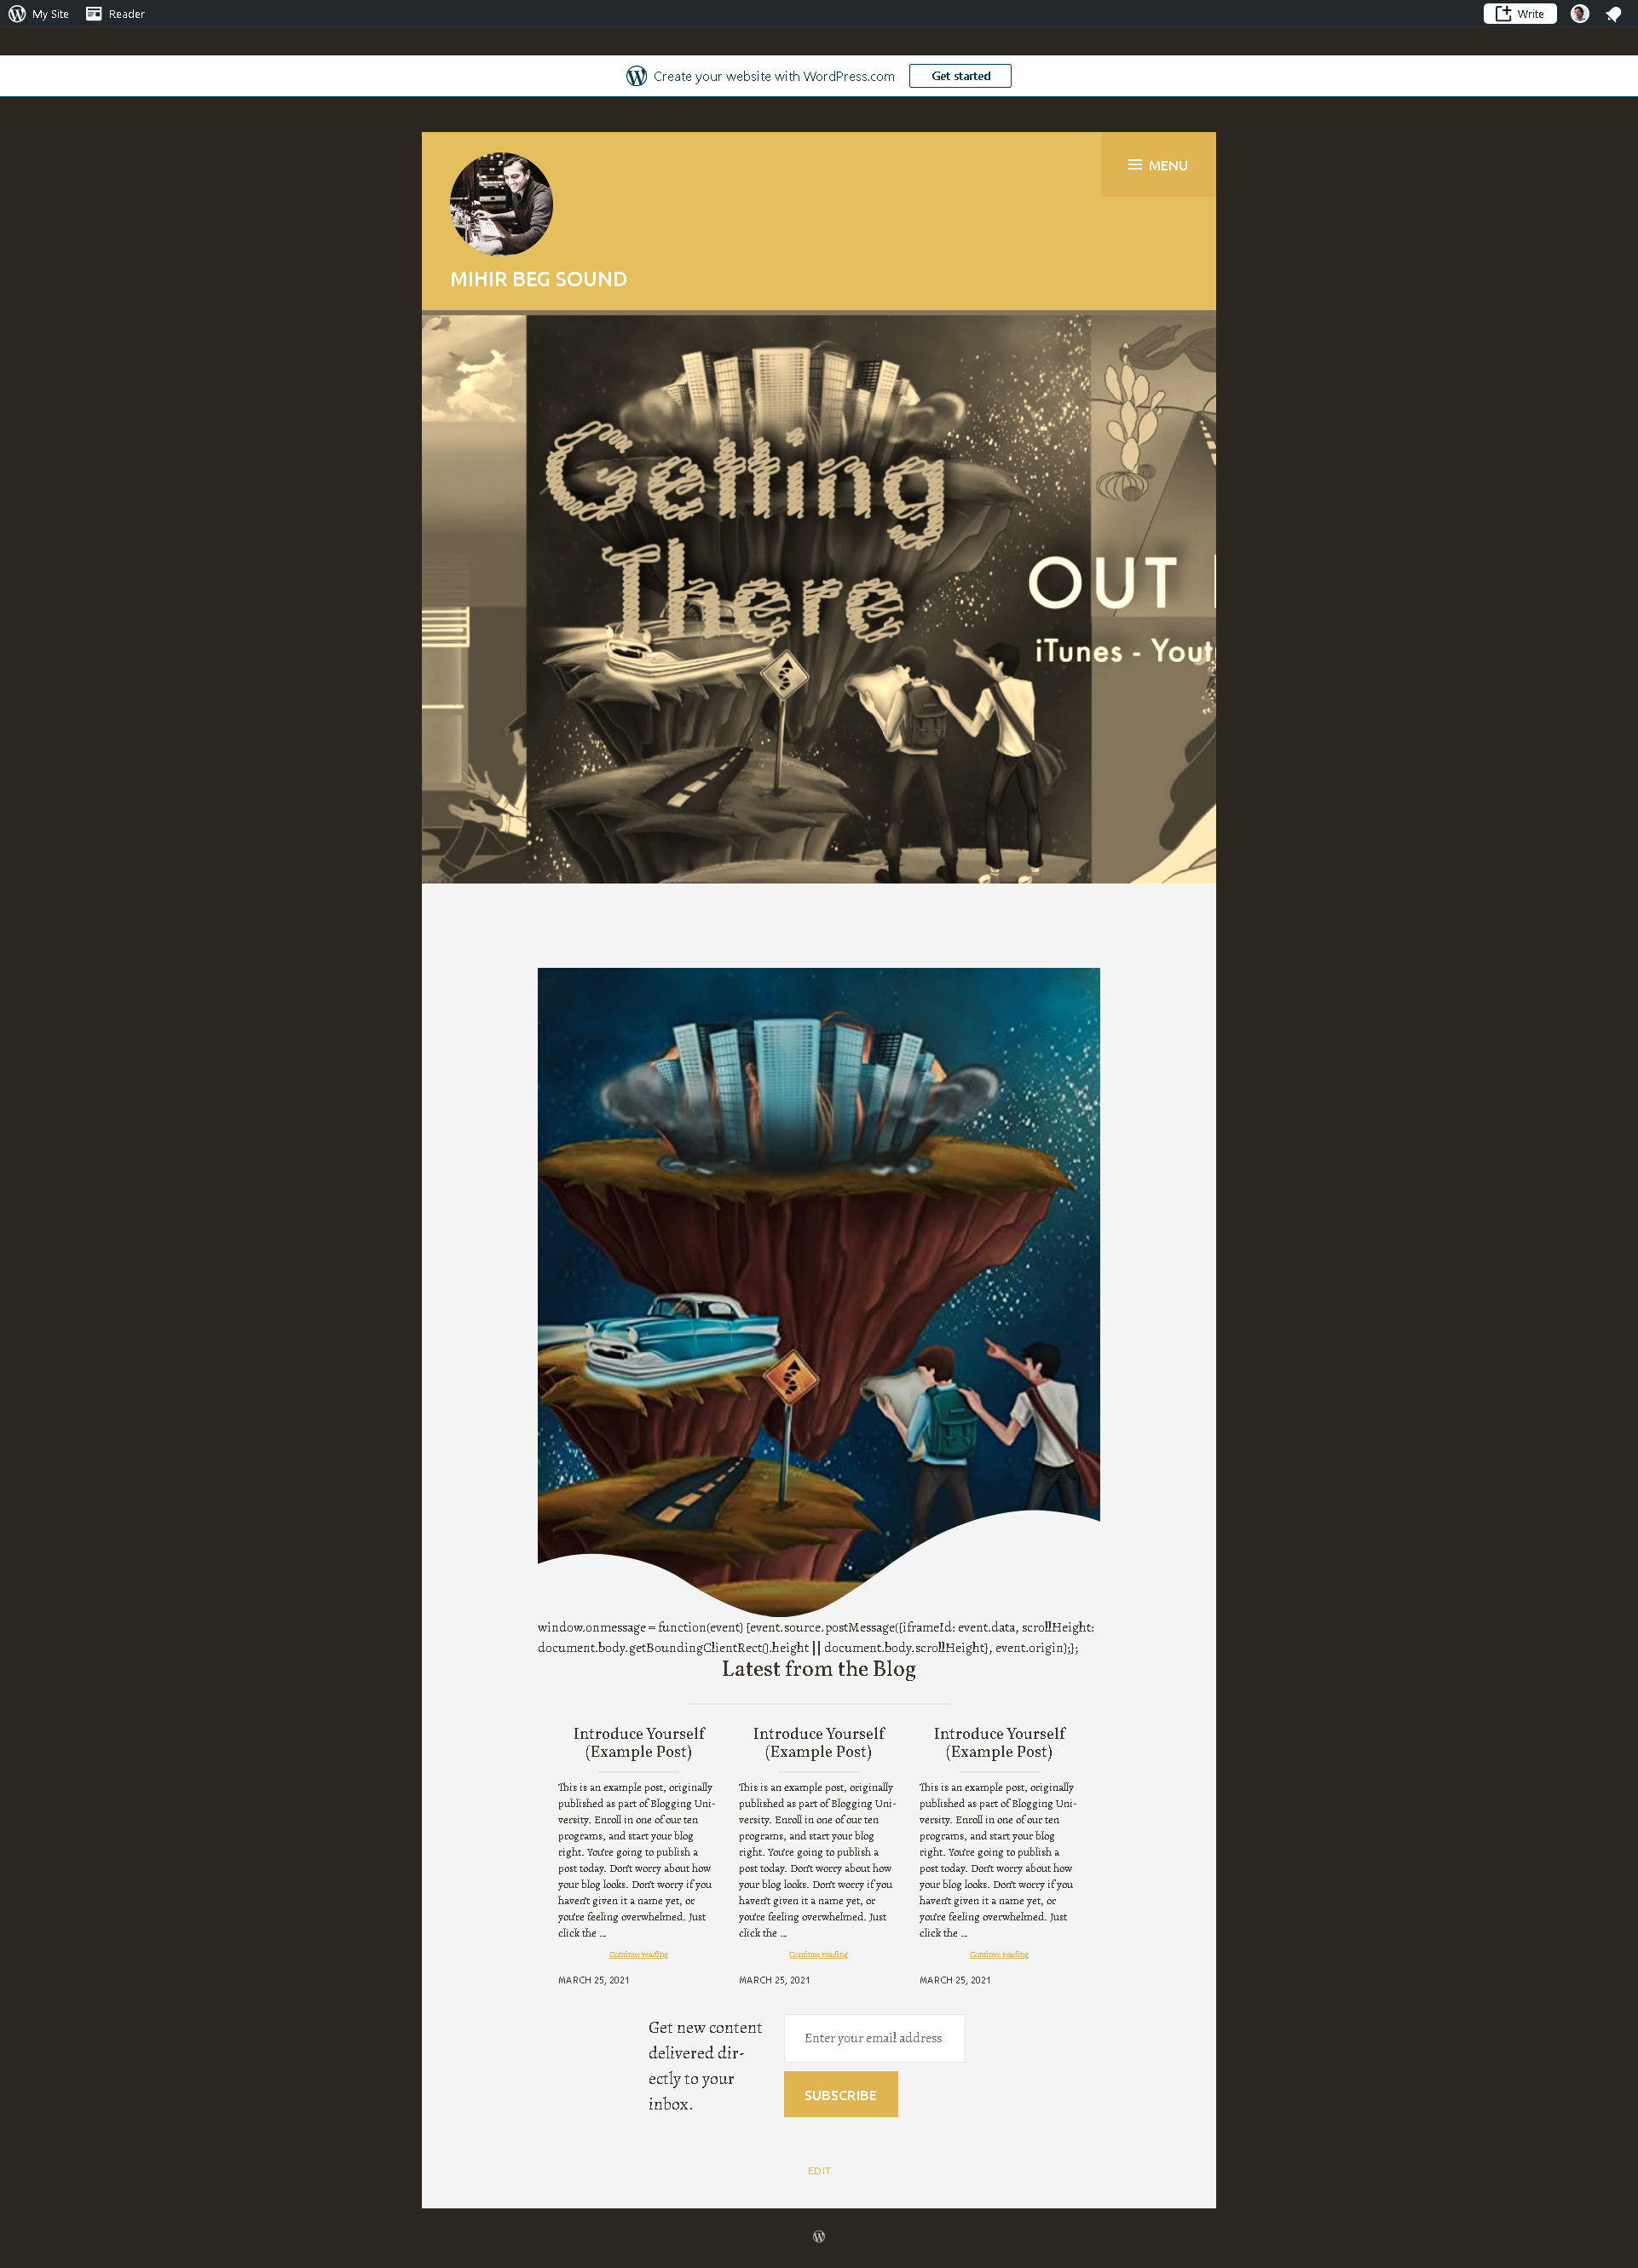 My Site
Reader
Write
Create your website with WordPress.com
Get started
MENU
MIHIR BEG SOUND
Getting
There
OUT
iTunes - Yout
window.onmessage = function(event) {event.source.postMessage({iframeId: event.data, scrollHeight:
document.body.getBoundingClientRect().height || document.body.scrollHeight}, event.origin);};
Latest from the Blog
Introduce Yourself
(Example Post)
This is an example post, originally
published as part of Blogging Uni-
versity. Enroll in one of our ten
programs, and start your blog
right. You're going to publish a
post today. Don't worry about how
your blog looks. Don't worry if you
haven't given it a name yet, or
you're feeling overwhelmed. Just
click the …
Continue reading
MARCH 25, 2021
Introduce Yourself
(Example Post)
This is an example post, originally
published as part of Blogging Uni-
versity. Enroll in one of our ten
programs, and start your blog
right. You're going to publish a
post today. Don't worry about how
your blog looks. Don't worry if you
haven't given it a name yet, or
you're feeling overwhelmed. Just
click the …
Continue reading
MARCH 25, 2021
Introduce Yourself
(Example Post)
This is an example post, originally
published as part of Blogging Uni-
versity. Enroll in one of our ten
programs, and start your blog
right. You're going to publish a
post today. Don't worry about how
your blog looks. Don't worry if you
haven't given it a name yet, or
you're feeling overwhelmed. Just
click the …
Continue reading
MARCH 25, 2021
Get new content
delivered dir-
ectly to your
inbox.
Enter your email address
SUBSCRIBE
EDIT